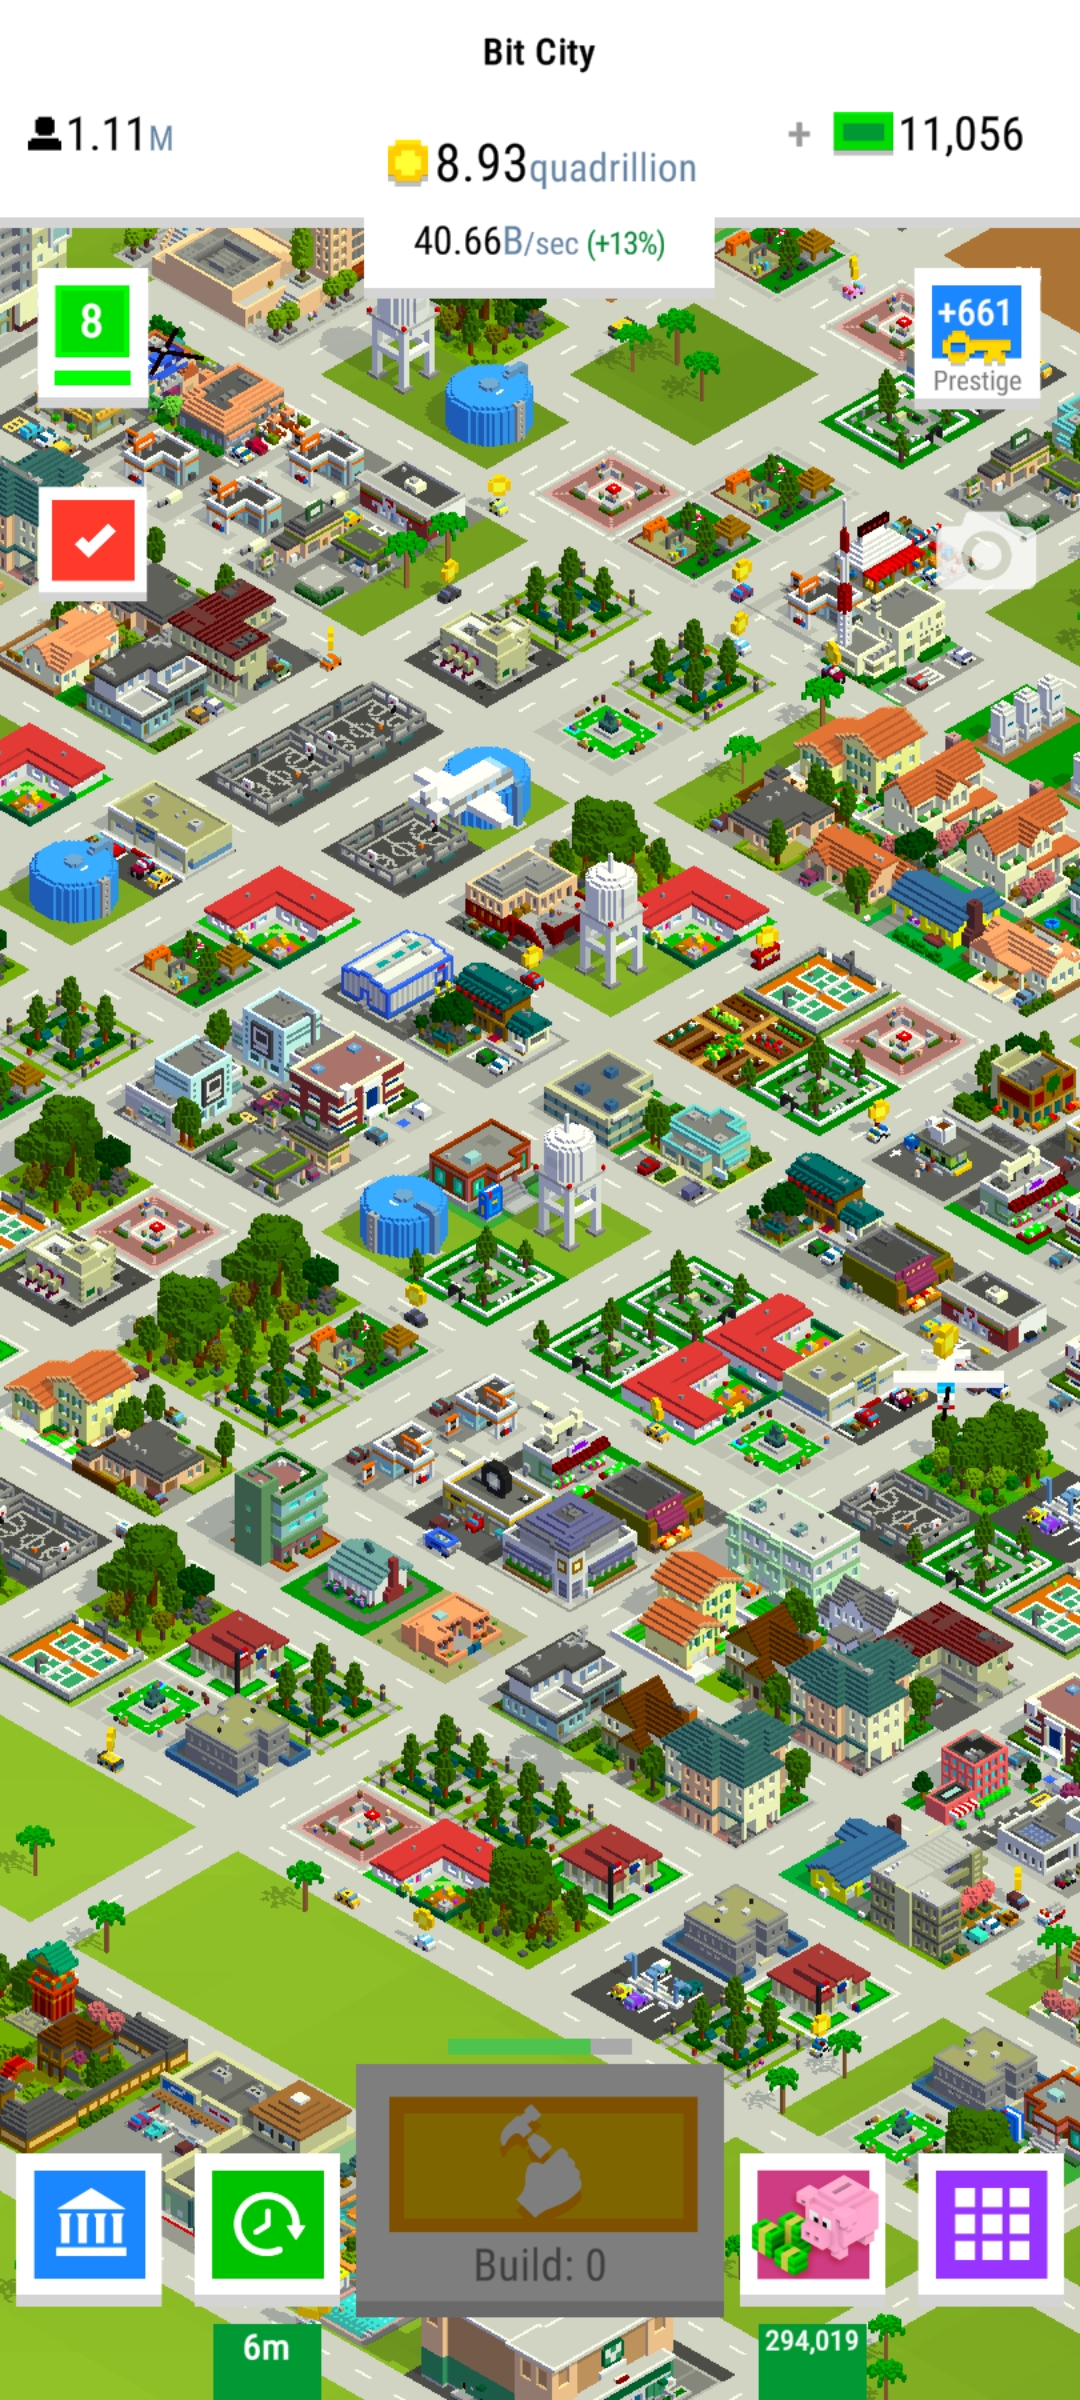 Bit City
1.11M
8.93quadrillion
+ 11,056
40.66B/sec (+13%)
8
+661
Prestige
Build: 0
6m
294,019